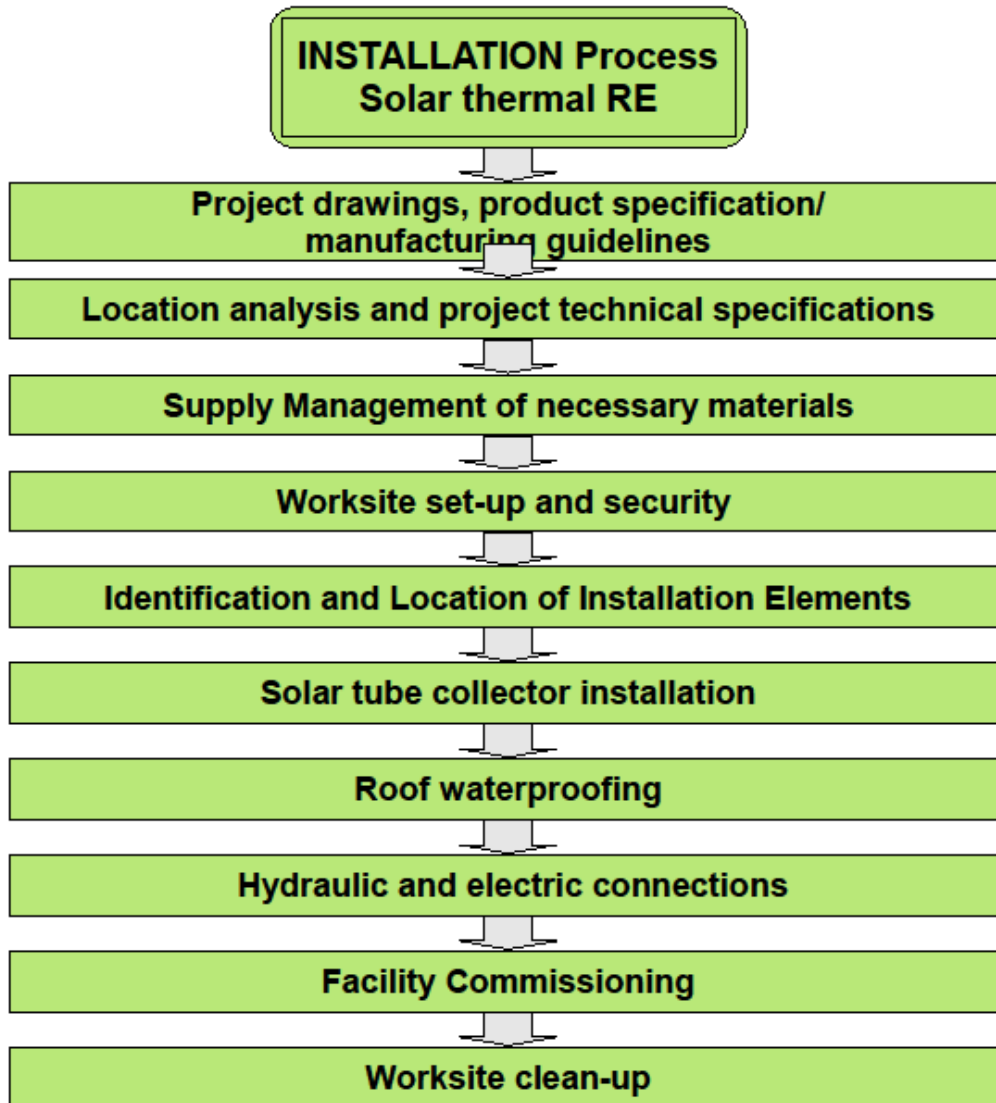 INSTALLATION Process
Solar thermal RE
Project drawings, product specification/
manufacturing guidelines
Location analysis and project technical specifications
Supply Management of necessary materials
Worksite set-up and security
Identification and Location of Installation Elements
Solar tube collector installation
Roof waterproofing
Hydraulic and electric connections
Facility Commissioning
Worksite clean-up